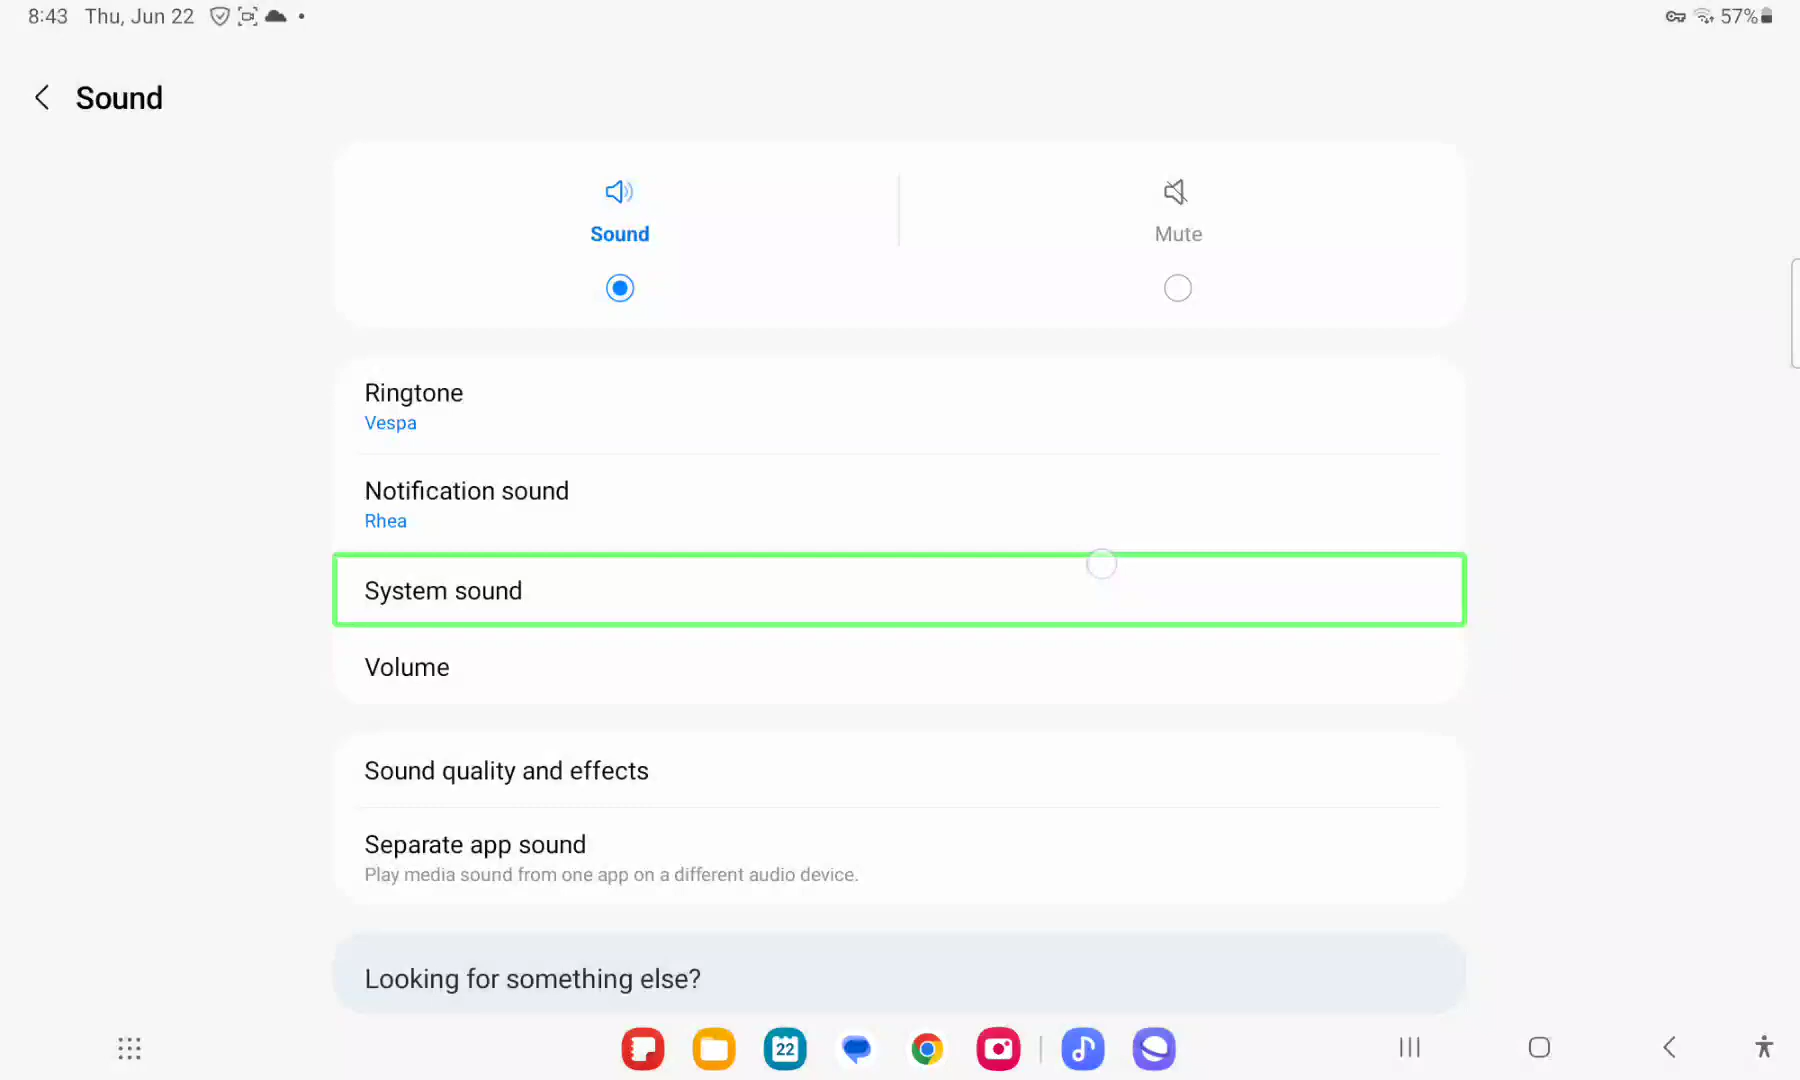 8:43 Thu, Jun 22 57%
Sound
Sound Mute
Ringtone
Vespa
Notification sound
Rhea
System sound
Volume
Sound quality and effects
Separate app sound
Play media sound from one app on a different audio device.
Looking for something else?
22